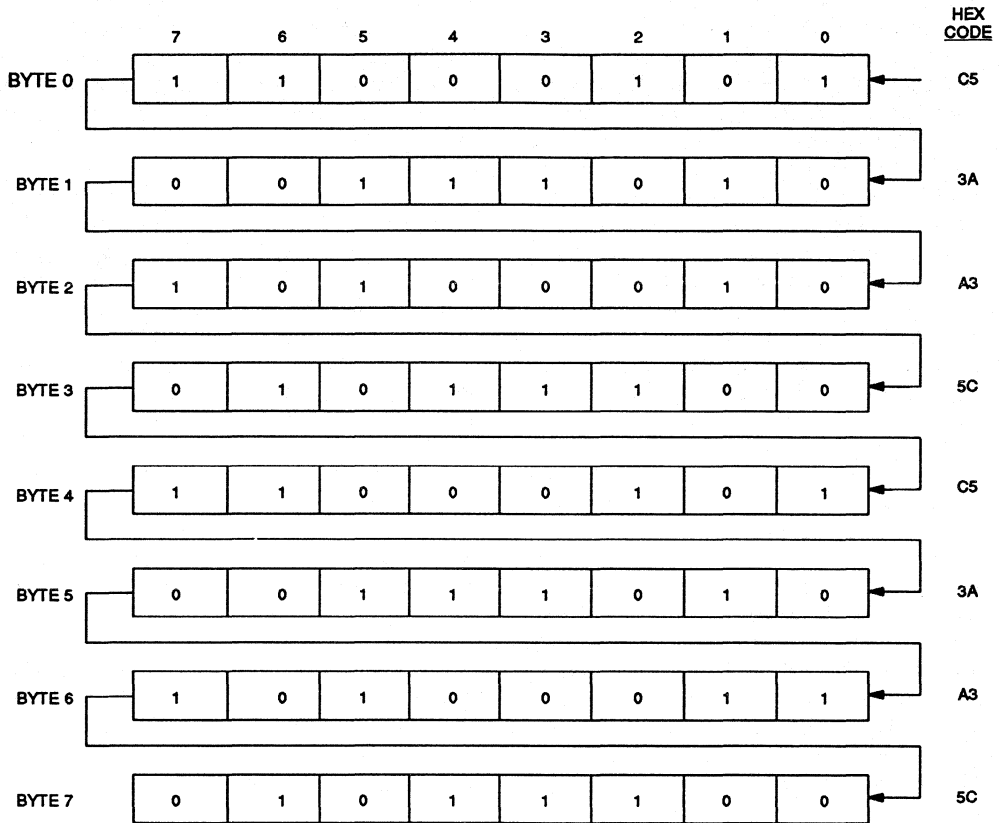 HEX
CODE
7 6 5 4 3 2 1 0
BYTE 0 1 1 0 0 0 1 0 1 C5
BYTE 1 0 0 1 1 1 0 1 0 3A
BYTE 2 1 0 1 0 0 0 1 0 A3
BYTE 3 0 1 0 1 1 1 0 0 5C
BYTE 4 1 1 0 0 0 1 0 1 C5
BYTE 5 0 0 1 1 1 0 1 0 3A
BYTE 6 1 0 1 0 0 0 1 1 A3
BYTE 7 0 1 0 1 1 1 0 0 5C